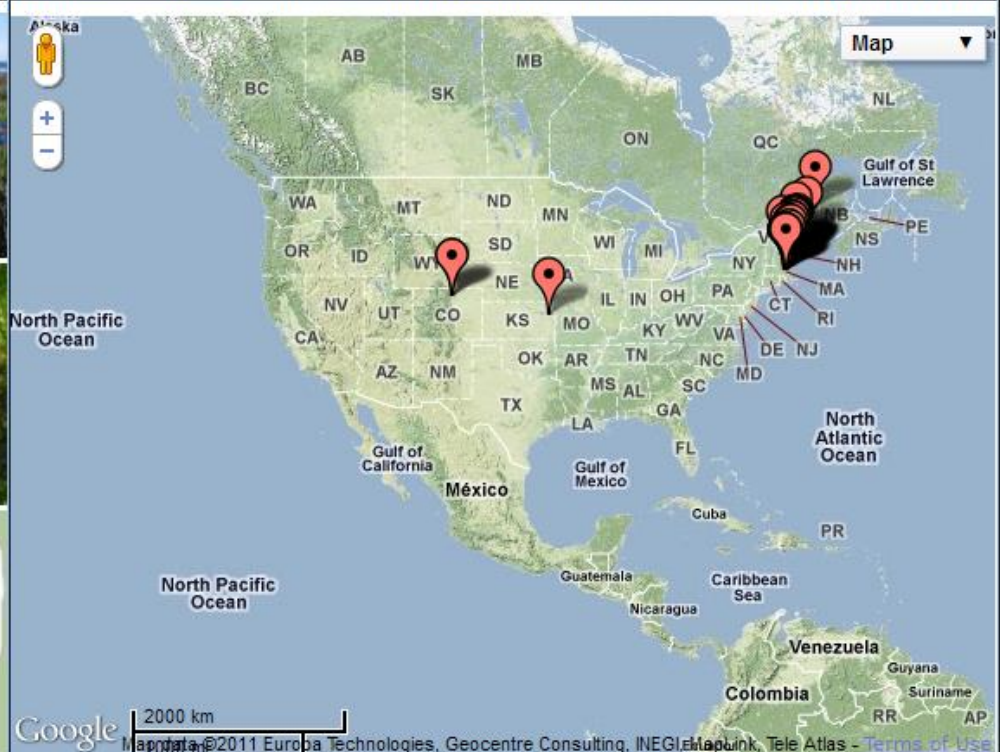 Alaska
Map
AB
MB
BC
SK
NL
ON
QC
Gulf of St
Lawrence
WA
MT
ND
MN
NB
PE
OR
ID
SD
WI
MI
NS
WY
NE
NY
NH
NV
UT
CO
KS
MO
IL
IN
OH
PA
MA
CT
RI
North Pacific
Ocean
CA
KY
WV
VA
DE
NJ
AZ
NM
OK
AR
TN
NC
MD
TX
MS
AL
SC
GA
LA
FL
North
Atlantic
Ocean
Gulf of
California
Gulf of
Mexico
México
Cuba
PR
North Pacific
Ocean
Guatemala
Caribbean
Sea
Nicaragua
Venezuela
Guyana
Colombia
Suriname
RR
AP
Google
2000 km
Map data ©2011 Europa Technologies, Geocentre Consulting, INEGI, MapLink, Tele Atlas - Terms of Use